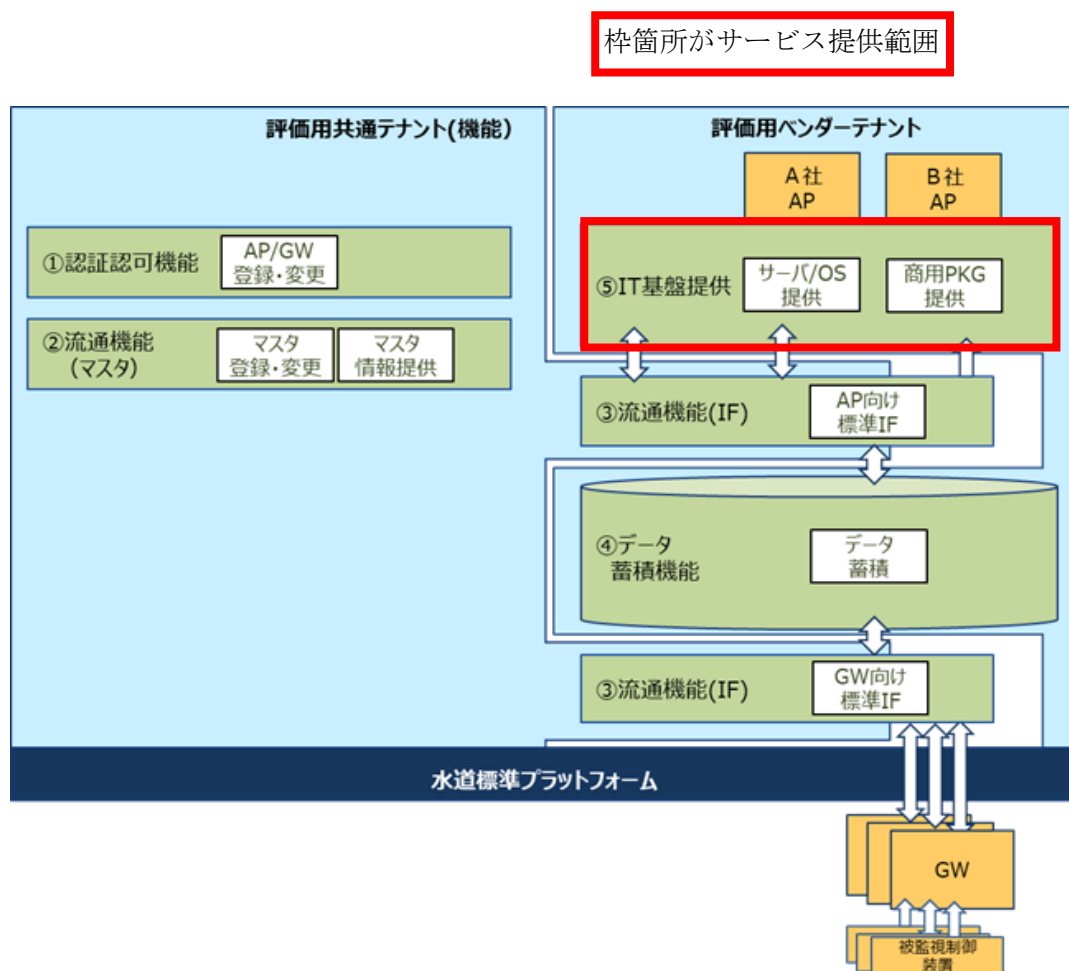 枠箇所がサービス提供範囲
評価用共通テナント(機能)
①認証認可機能
AP/GW
登録・変更
②流通機能
(マスタ)
マスタ
登録・変更
マスタ
情報提供
評価用ベンダーテナント
A社
AP
B社
AP
⑤IT基盤提供
サーバ/OS
提供
商用PKG
提供
③流通機能(IF)
AP向け
標準IF
④データ
蓄積機能
データ
蓄積
③流通機能(IF)
GW向け
標準IF
水道標準プラットフォーム
GW
被監視制御
装置